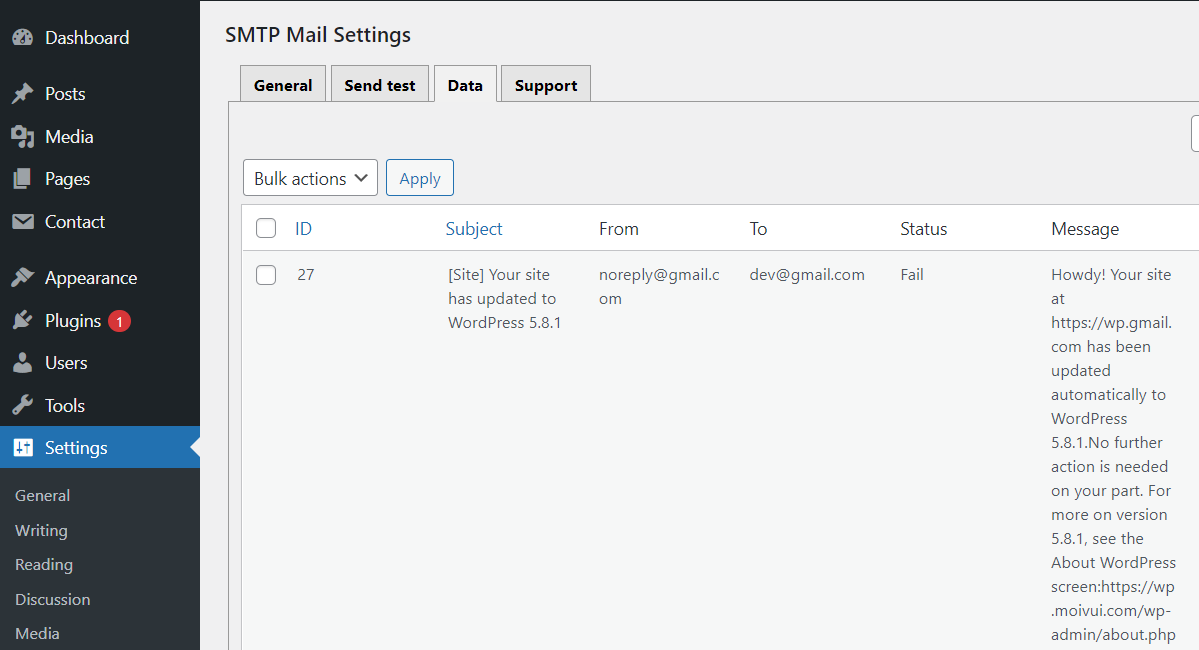 Dashboard
Posts
Media
Pages
Contact
Appearance
Plugins 1
Users
Tools
Settings
General
Writing
Reading
Discussion
Media
SMTP Mail Settings
General Send test Data Support
Bulk actions Apply
ID Subject From To Status Message
27
[Site] Your site
has updated to
WordPress 5.8.1
noreply@gmail.c
om
dev@gmail.com
Fail
Howdy! Your site
at
https://wp.gmail.
com has been
updated
automatically to
WordPress
5.8.1.No further
action is needed
on your part. For
more on version
5.8.1, see the
About WordPress
screen:https://wp
.moivui.com/wp-
admin/about.php